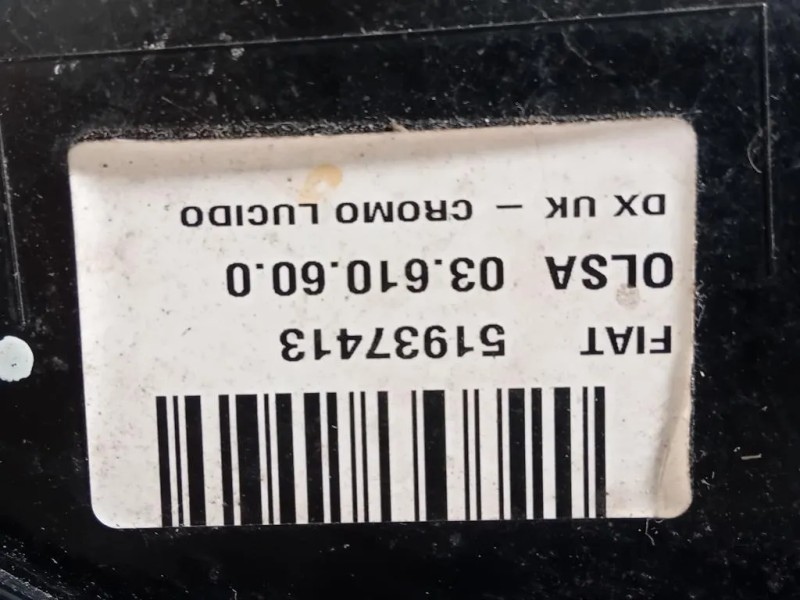 FIAT 51937413
OLSA 03.610.60.0
DX UK - CROMO LUCIDO